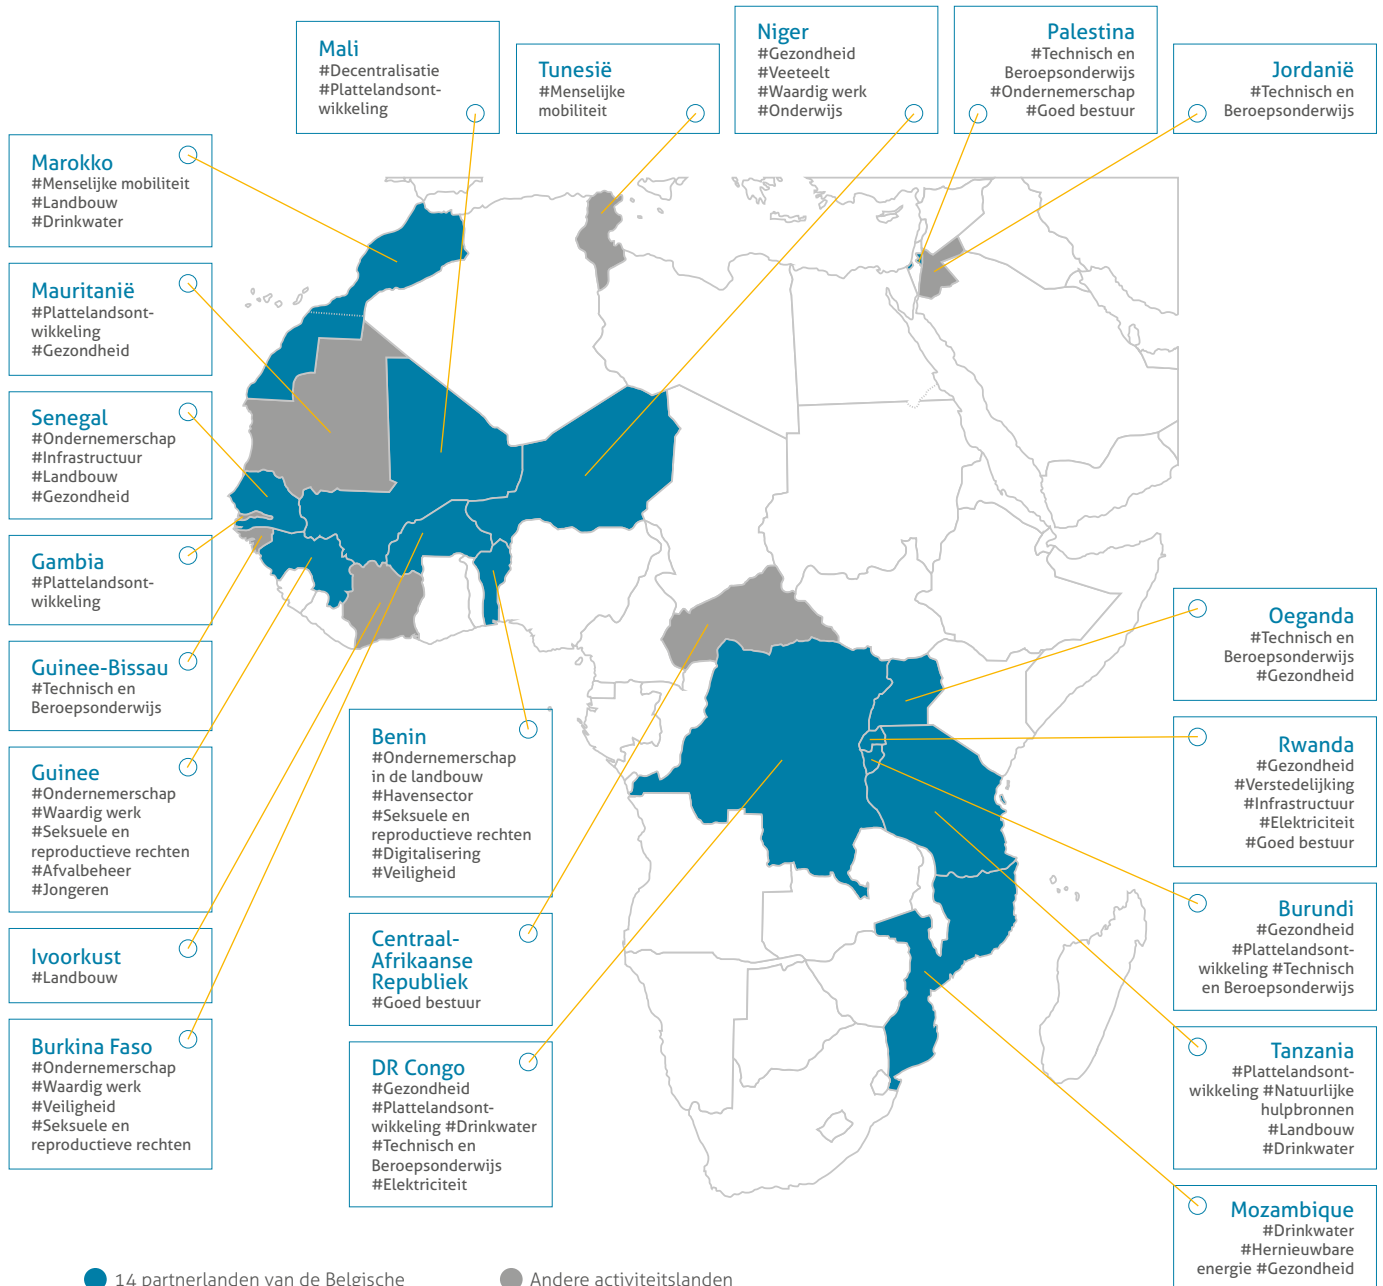 Mali
#Decentralisatie
#Plattelandsont-
wikkeling
Tunesië
#Menselijke
mobiliteit
Niger
#Gezondheid
#Veeteelt
#Waardig werk
#Onderwijs
Palestina
#Technisch en
Beroepsonderwijs
#Ondernemerschap
#Goed bestuur
Jordanië
#Technisch en
Beroepsonderwijs
Marokko
#Menselijke mobiliteit
#Landbouw
#Drinkwater
Mauritanië
#Plattelandsont-
wikkeling
#Gezondheid
Senegal
#Ondernemerschap
#Infrastructuur
#Landbouw
#Gezondheid
Gambia
#Plattelandsont-
wikkeling
Guinee-Bissau
#Technisch en
Beroepsonderwijs
Guinee
#Ondernemerschap
#Waardig werk
#Seksuele en
reproductieve rechten
#Afvalbeheer
#Jongeren
Ivoorkust
#Landbouw
Burkina Faso
#Ondernemerschap
#Waardig werk
#Veiligheid
#Seksuele en
reproductieve rechten
Benin
#Ondernemerschap
in de landbouw
#Havensector
#Seksuele en
reproductieve rechten
#Digitalisering
#Veiligheid
Centraal-
Afrikaanse
Republiek
#Goed bestuur
DR Congo
#Gezondheid
#Plattelandsont-
wikkeling #Drinkwater
#Technisch en
Beroepsonderwijs
#Elektriciteit
Oeganda
#Technisch en
Beroepsonderwijs
#Gezondheid
Rwanda
#Gezondheid
#Verstedelijking
#Infrastructuur
#Elektriciteit
#Goed bestuur
Burundi
#Gezondheid
#Plattelandsont-
wikkeling #Technisch
en Beroepsonderwijs
Tanzania
#Plattelandsont-
wikkeling #Natuurlijke
hulpbronnen
#Landbouw
#Drinkwater
Mozambique
#Drinkwater
#Hernieuwbare
energie #Gezondheid
14 partnerlanden van de Belgische
Andere activiteitslanden